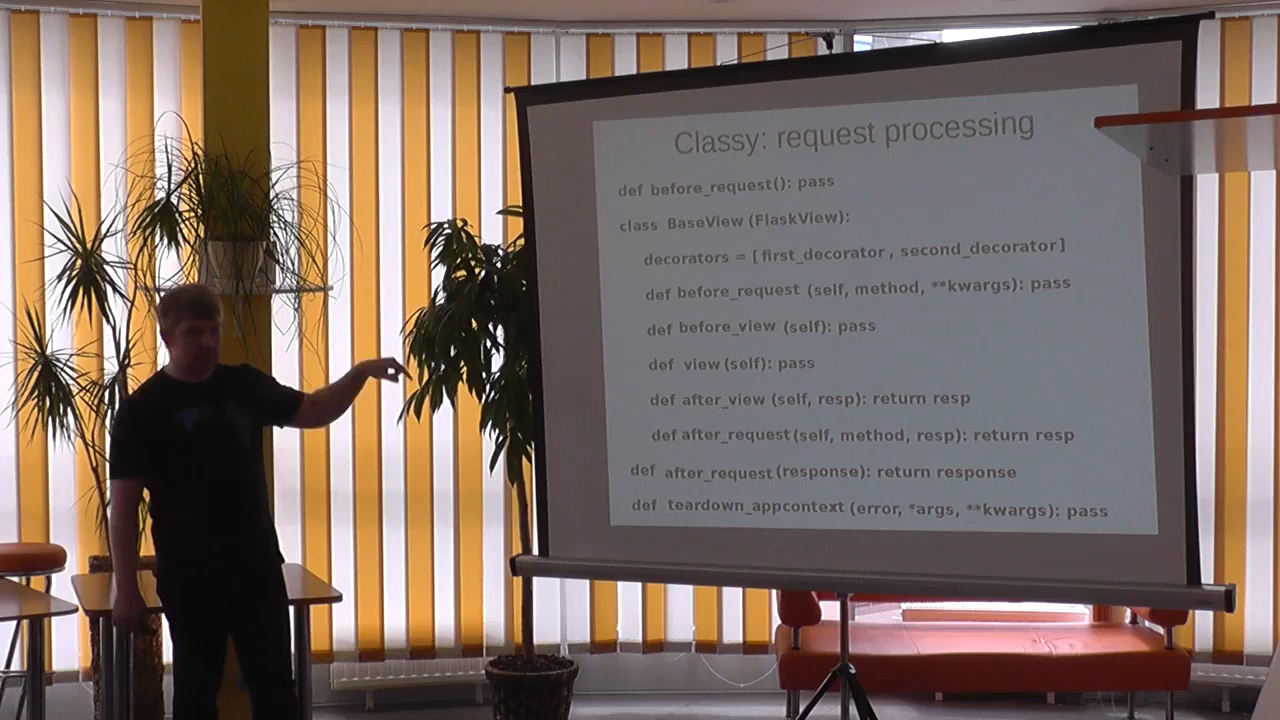 Classy: request processing
def before_request(): pass
class BaseView (FlaskView):
decorators = [ first_decorator , second_decorator ]
def before_request (self, method, **kwargs): pass
def before_view (self): pass
def view (self): pass
def after_view (self, resp): return resp
def after_request (self, method, resp): return resp
def after_request (response): return response
def teardown_appcontext (error, *args, **kwargs): pass